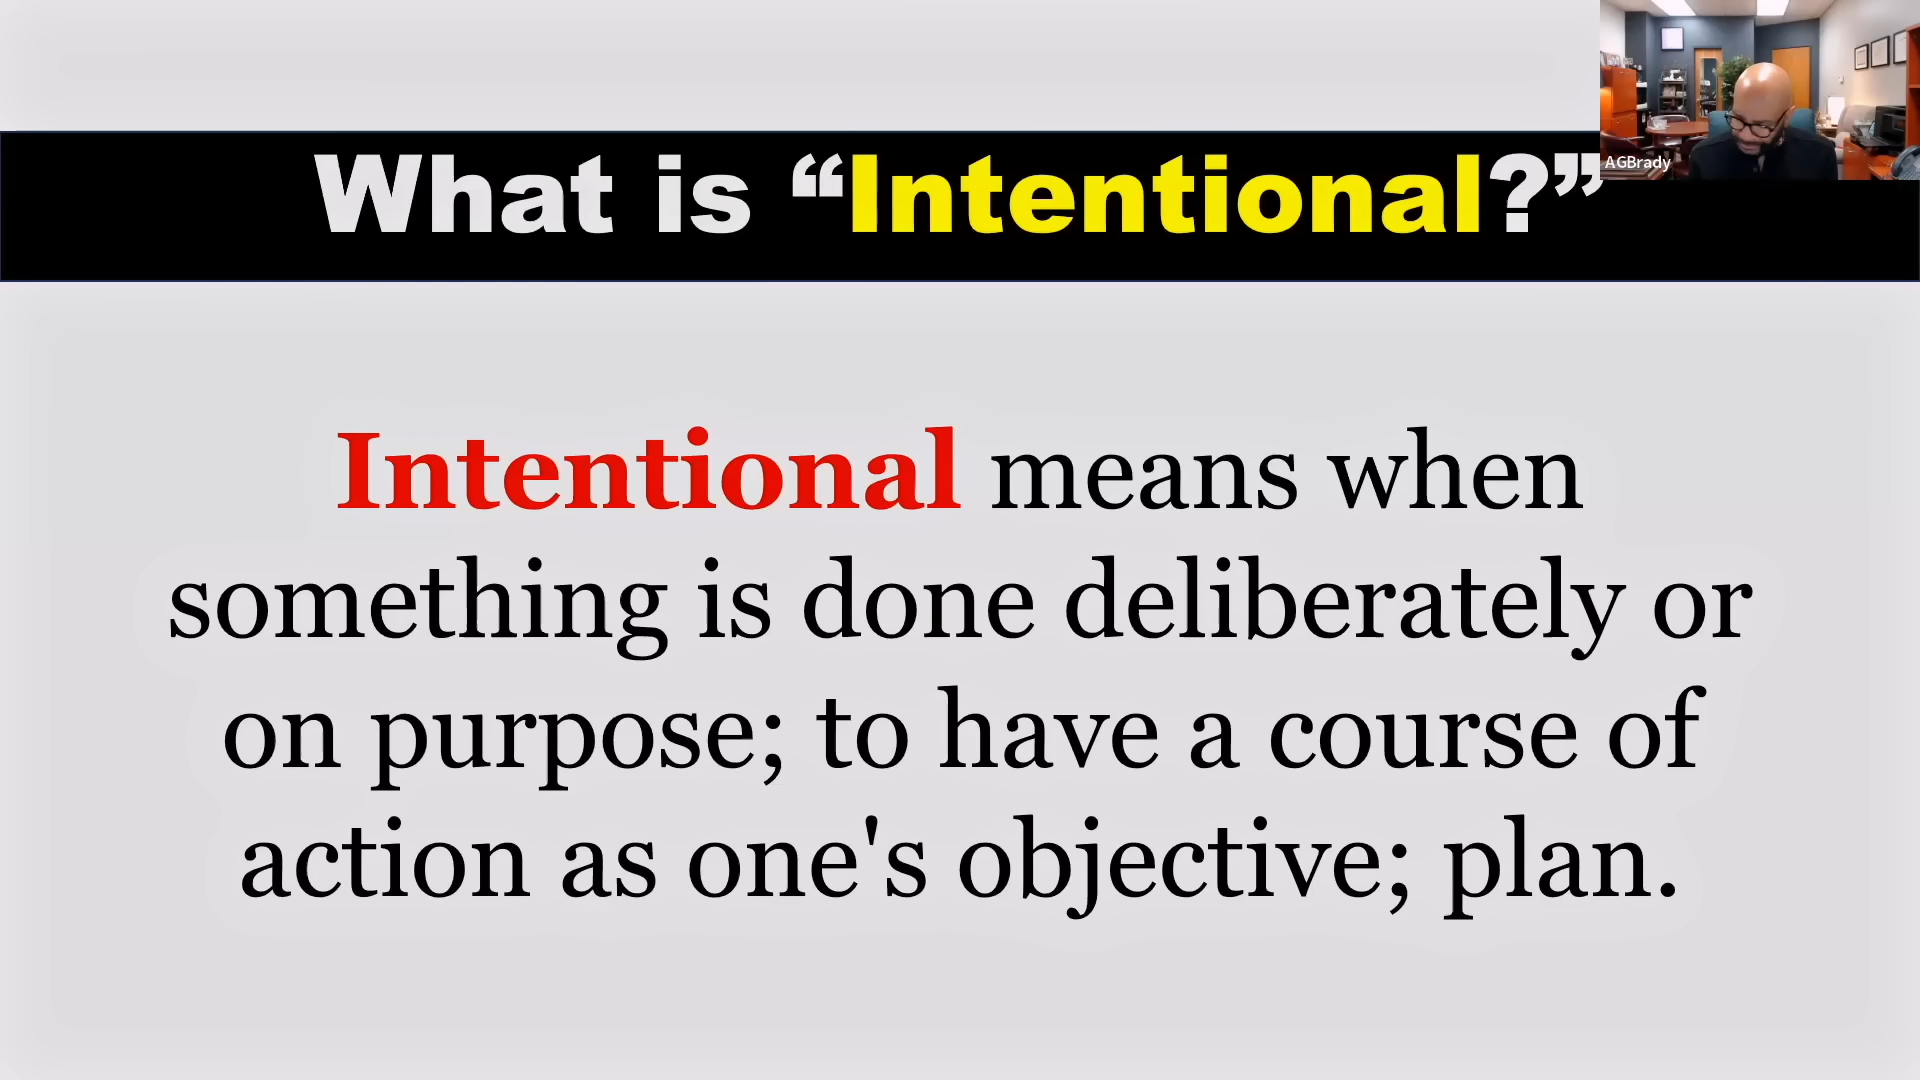 What is “Intentional?”
AGBrady
Intentional means when
something is done deliberately or
on purpose; to have a course of
action as one's objective; plan.